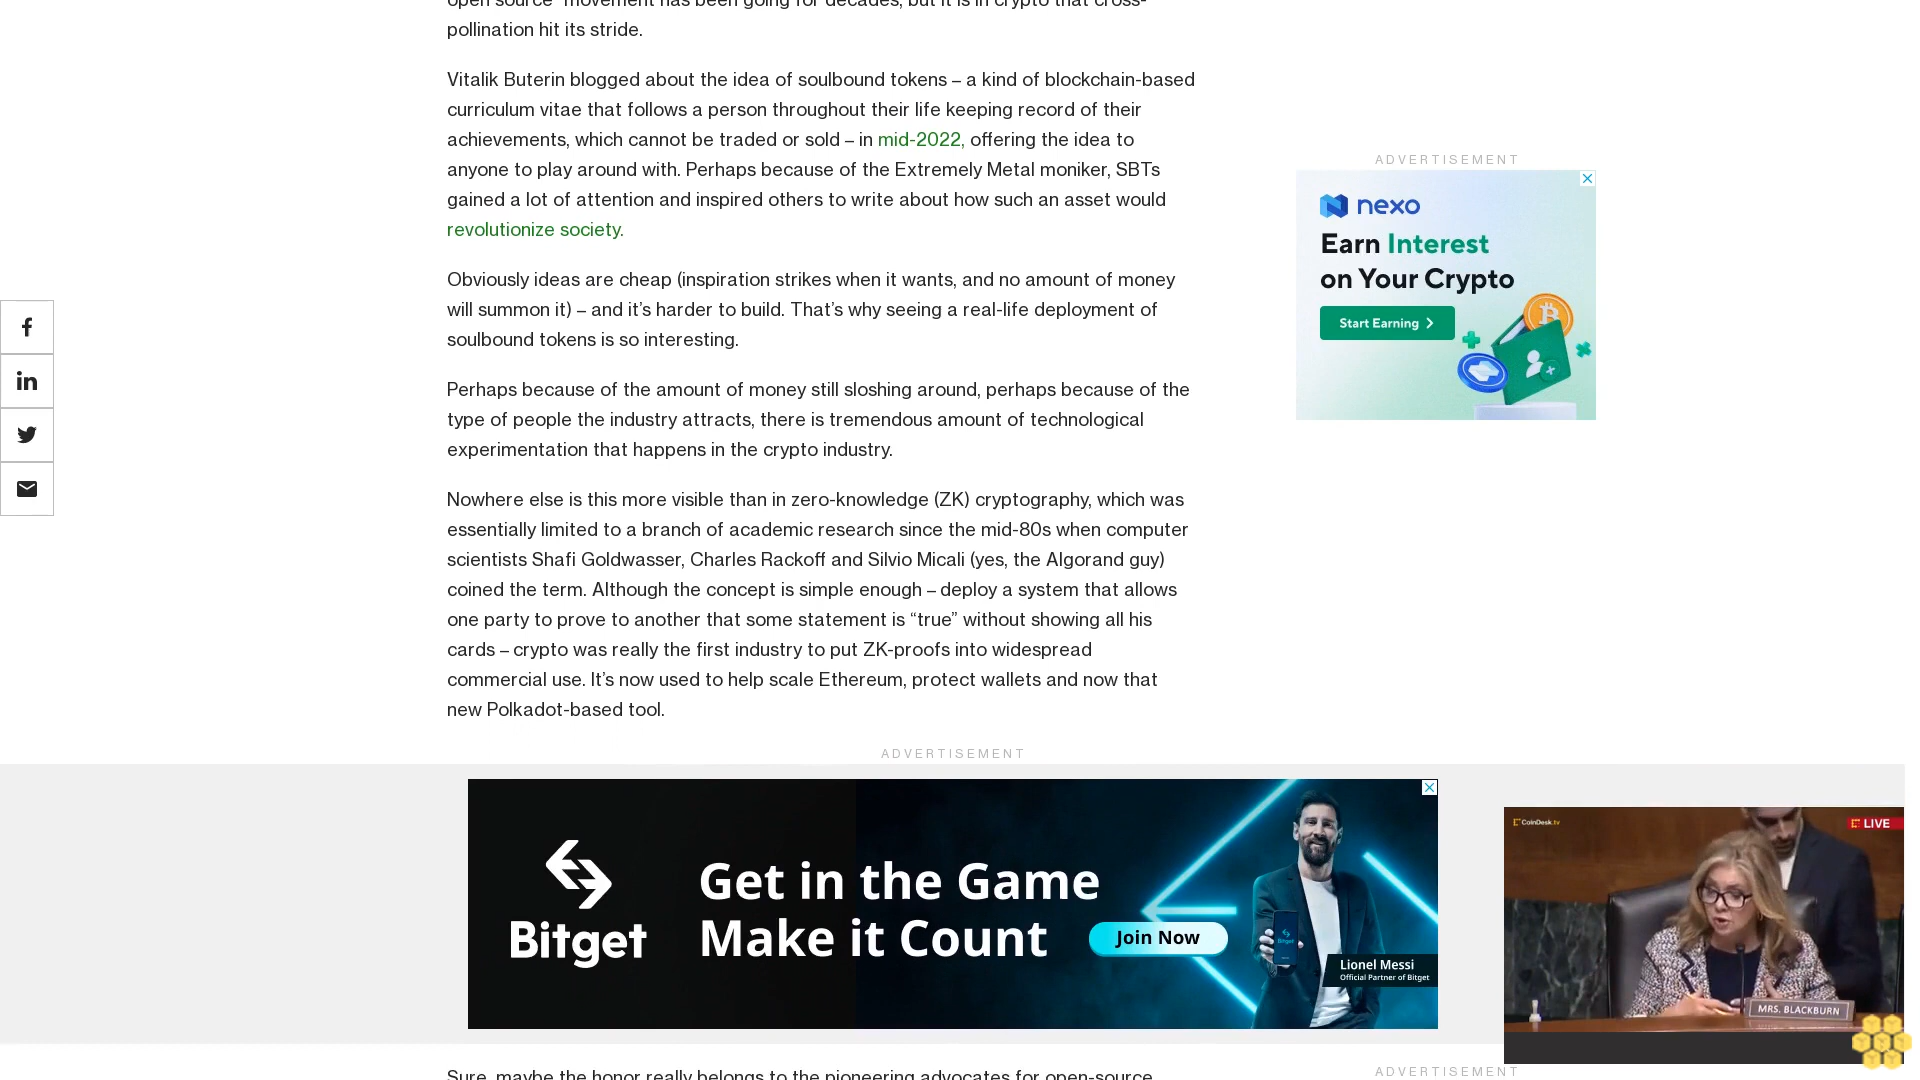 open source” movement has been going for decades, but it is in crypto that cross-
pollination hit its stride.
Vitalik Buterin blogged about the idea of soulbound tokens – a kind of blockchain-based
curriculum vitae that follows a person throughout their life keeping record of their
achievements, which cannot be traded or sold – in mid-2022, offering the idea to
anyone to play around with. Perhaps because of the Extremely Metal moniker, SBTs
gained a lot of attention and inspired others to write about how such an asset would
revolutionize society.
Obviously ideas are cheap (inspiration strikes when it wants, and no amount of money
will summon it) – and it’s harder to build. That’s why seeing a real-life deployment of
soulbound tokens is so interesting.
Perhaps because of the amount of money still sloshing around, perhaps because of the
type of people the industry attracts, there is tremendous amount of technological
experimentation that happens in the crypto industry.
Nowhere else is this more visible than in zero-knowledge (ZK) cryptography, which was
essentially limited to a branch of academic research since the mid-80s when computer
scientists Shafi Goldwasser, Charles Rackoff and Silvio Micali (yes, the Algorand guy)
coined the term. Although the concept is simple enough – deploy a system that allows
one party to prove to another that some statement is “true” without showing all his
cards – crypto was really the first industry to put ZK-proofs into widespread
commercial use. It’s now used to help scale Ethereum, protect wallets and now that
new Polkadot-based tool.
ADVERTISEMENT
nexo
Earn Interest
on Your Crypto
Start Earning
ADVERTISEMENT
Bitget
Get in the Game
Make it Count
Join Now
Lionel Messi
Official Partner of Bitget
CoinDesk.tv
LIVE
MRS. BLACKBURN
Sure, maybe the honor really belongs to the pioneering advocates for open-source
ADVERTISEMENT